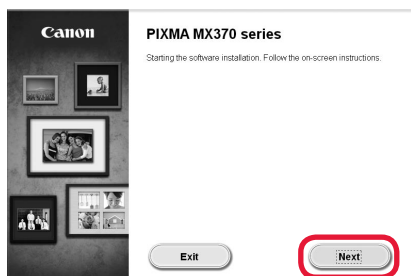 Canon
PIXMA MX370 series
Starting the software installation. Follow the on-screen instructions.
Exit
Next